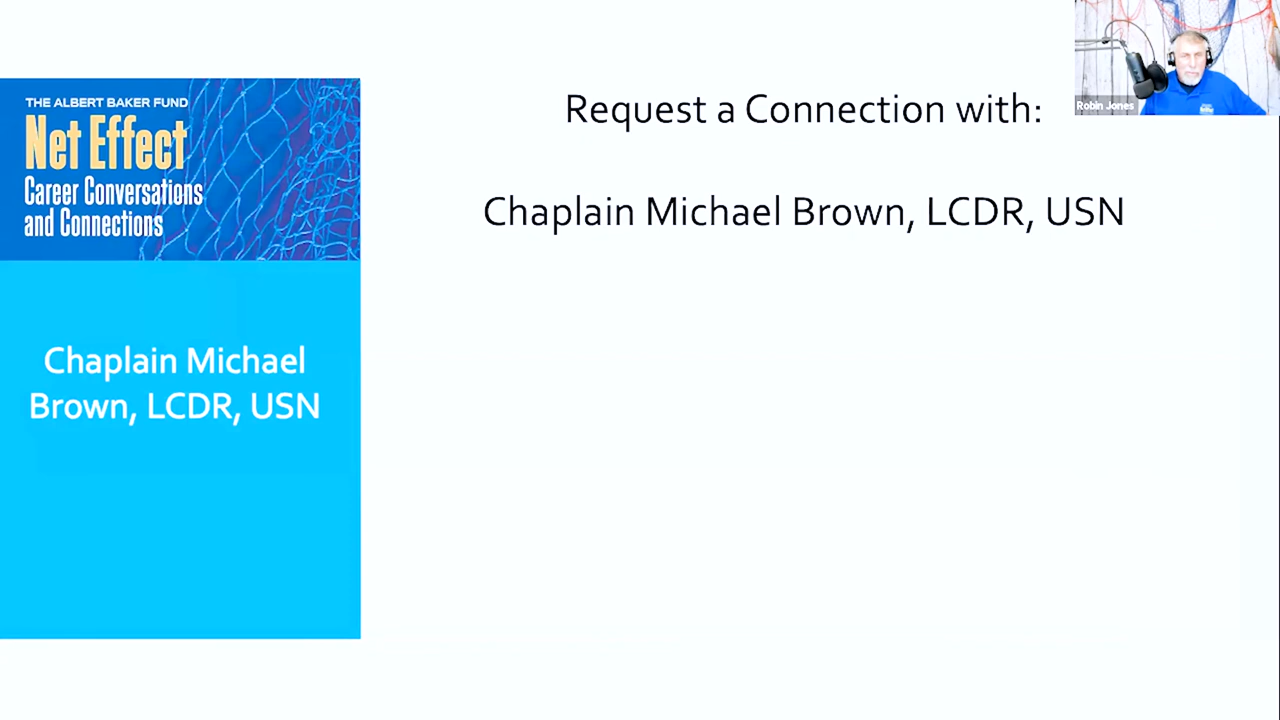 THE ALBERT BAKER FUND
Net Effect
Career Conversations
and Connections
Chaplain Michael
Brown, LCDR, USN
Request a Connection with:
Chaplain Michael Brown, LCDR, USN
Robin Jones